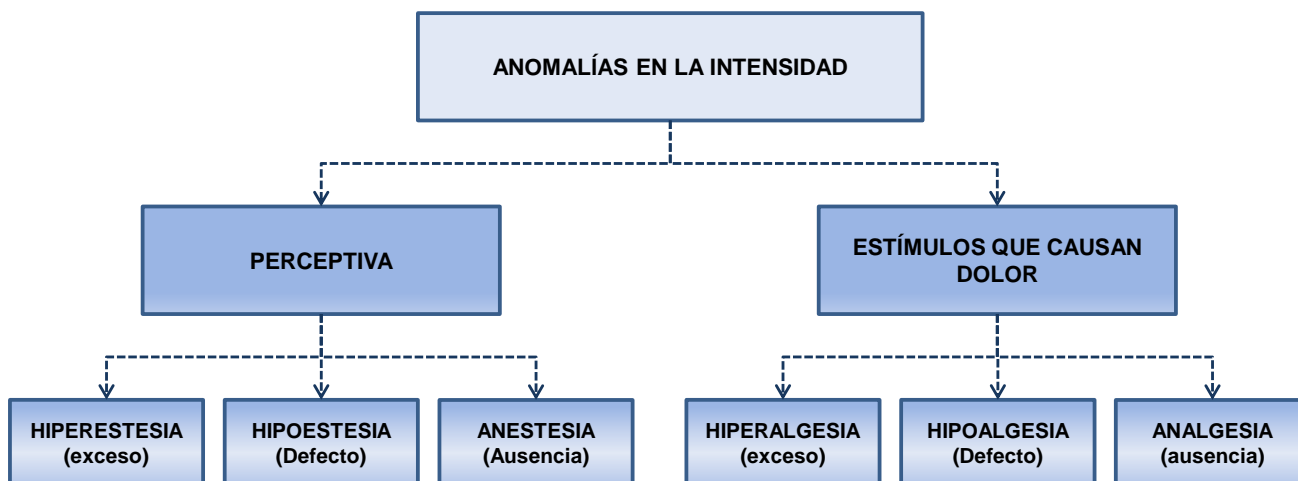 ANOMALÍAS EN LA INTENSIDAD
PERCEPTIVA
ESTÍMULOS QUE CAUSAN
DOLOR
HIPERESTESIA
(exceso)
HIPOESTESIA
(Defecto)
ANESTESIA
(Ausencia)
HIPERALGESIA
(exceso)
HIPOALGESIA
(Defecto)
ANALGESIA
(ausencia)